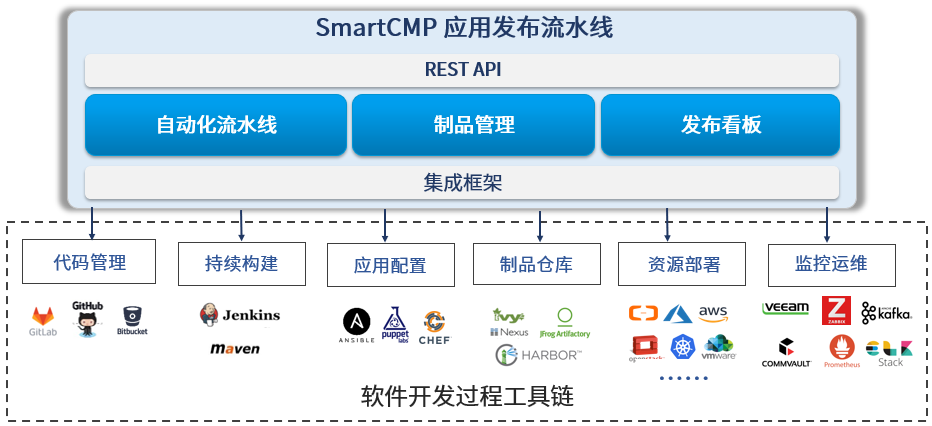 SmartCMP 应用发布流水线
REST API
自动化流水线 制品管理 发布看板
集成框架
代码管理 持续构建 应用配置 制品仓库 资源部署 监控运维
GitLab GitHub Bitbucket
Jenkins
maven
ANSIBLE puppet labs CHEF
ivy
Nexus JFrog Artifactory
HARBOR™
aws
openstack vmware
veeam Z ZABBIX kafka
COMMVAULT Prometheus Stack
······
软件开发过程工具链